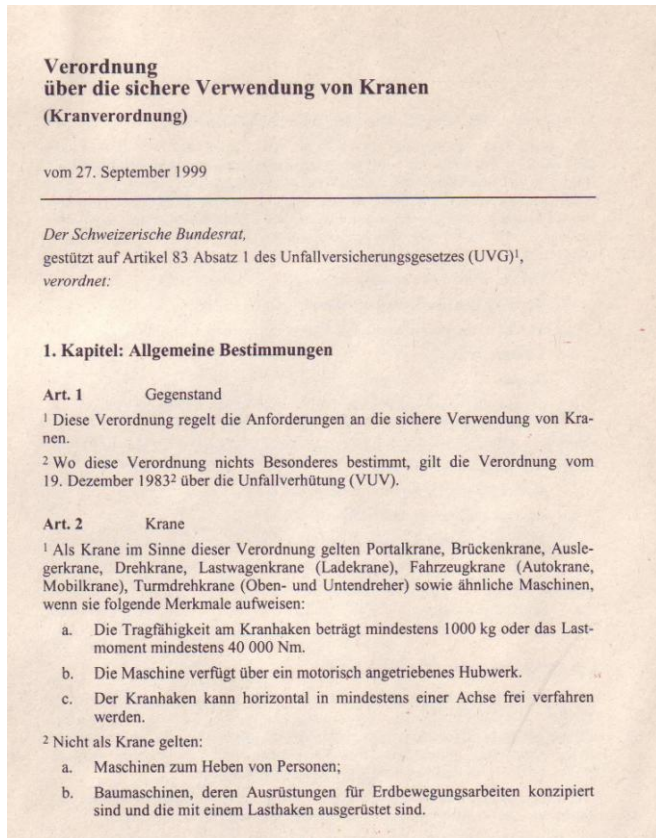 Verordnung
über die sichere Verwendung von Kranen
(Kranverordnung)
vom 27. September 1999
Der Schweizerische Bundesrat,
gestützt auf Artikel 83 Absatz 1 des Unfallversicherungsgesetzes (UVG)¹,
verordnet:
1. Kapitel: Allgemeine Bestimmungen
Art. 1 Gegenstand
¹ Diese Verordnung regelt die Anforderungen an die sichere Verwendung von Kra-
nen.
² Wo diese Verordnung nichts Besonderes bestimmt, gilt die Verordnung vom
19. Dezember 1983² über die Unfallverhütung (VUV).
Art. 2 Krane
¹ Als Krane im Sinne dieser Verordnung gelten Portalkrane, Brückenkrane, Ausle-
gerkrane, Drehkrane, Lastwagenkrane (Ladekrane), Fahrzeugkrane (Autokrane,
Mobilkrane), Turmdrehkrane (Oben- und Untendreher) sowie ähnliche Maschinen,
wenn sie folgende Merkmale aufweisen:
a. Die Tragfähigkeit am Kranhaken beträgt mindestens 1000 kg oder das Last-
moment mindestens 40 000 Nm.
b. Die Maschine verfügt über ein motorisch angetriebenes Hubwerk.
c. Der Kranhaken kann horizontal in mindestens einer Achse frei verfahren
werden.
² Nicht als Krane gelten:
a. Maschinen zum Heben von Personen;
b. Baumaschinen, deren Ausrüstungen für Erdbewegungsarbeiten konzipiert
sind und die mit einem Lasthaken ausgerüstet sind.